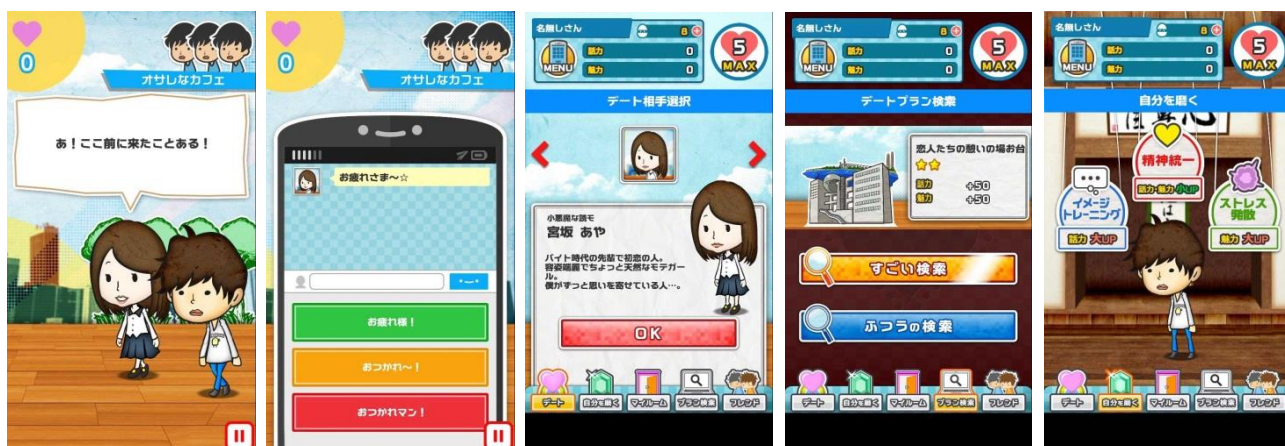 0
オサレなカフェ
あ！ここ前に来たことある！
0
オサレなカフェ
お疲れさま〜☆
お疲れ様！
おつかれ〜！
おつかれマン！
名無しさん
8
MENU
話力 0
魅力 0
5
MAX
デート相手選択
小悪魔な読モ
宮坂 あや
バイト時代の先輩で初恋の人。
容姿端麗でちょっと天然なモテガー
ル。
僕がずっと思いを寄せている人…。
OK
デート
自分を磨く
マイルーム
プラン検索
フレンド
名無しさん
8
MENU
話力 0
魅力 0
5
MAX
デートプラン検索
恋人たちの憩いの場お台
話力 +50
魅力 +50
すごい検索
ふつうの検索
デート
自分を磨く
マイルーム
プラン検索
フレンド
名無しさん
8
MENU
話力 0
魅力 0
5
MAX
自分を磨く
精神統一
話力・魅力 小UP
イメージ
トレーニング
話力 大UP
ストレス
発散
魅力 大UP
は
デート
自分を磨く
マイルーム
プラン検索
フレンド